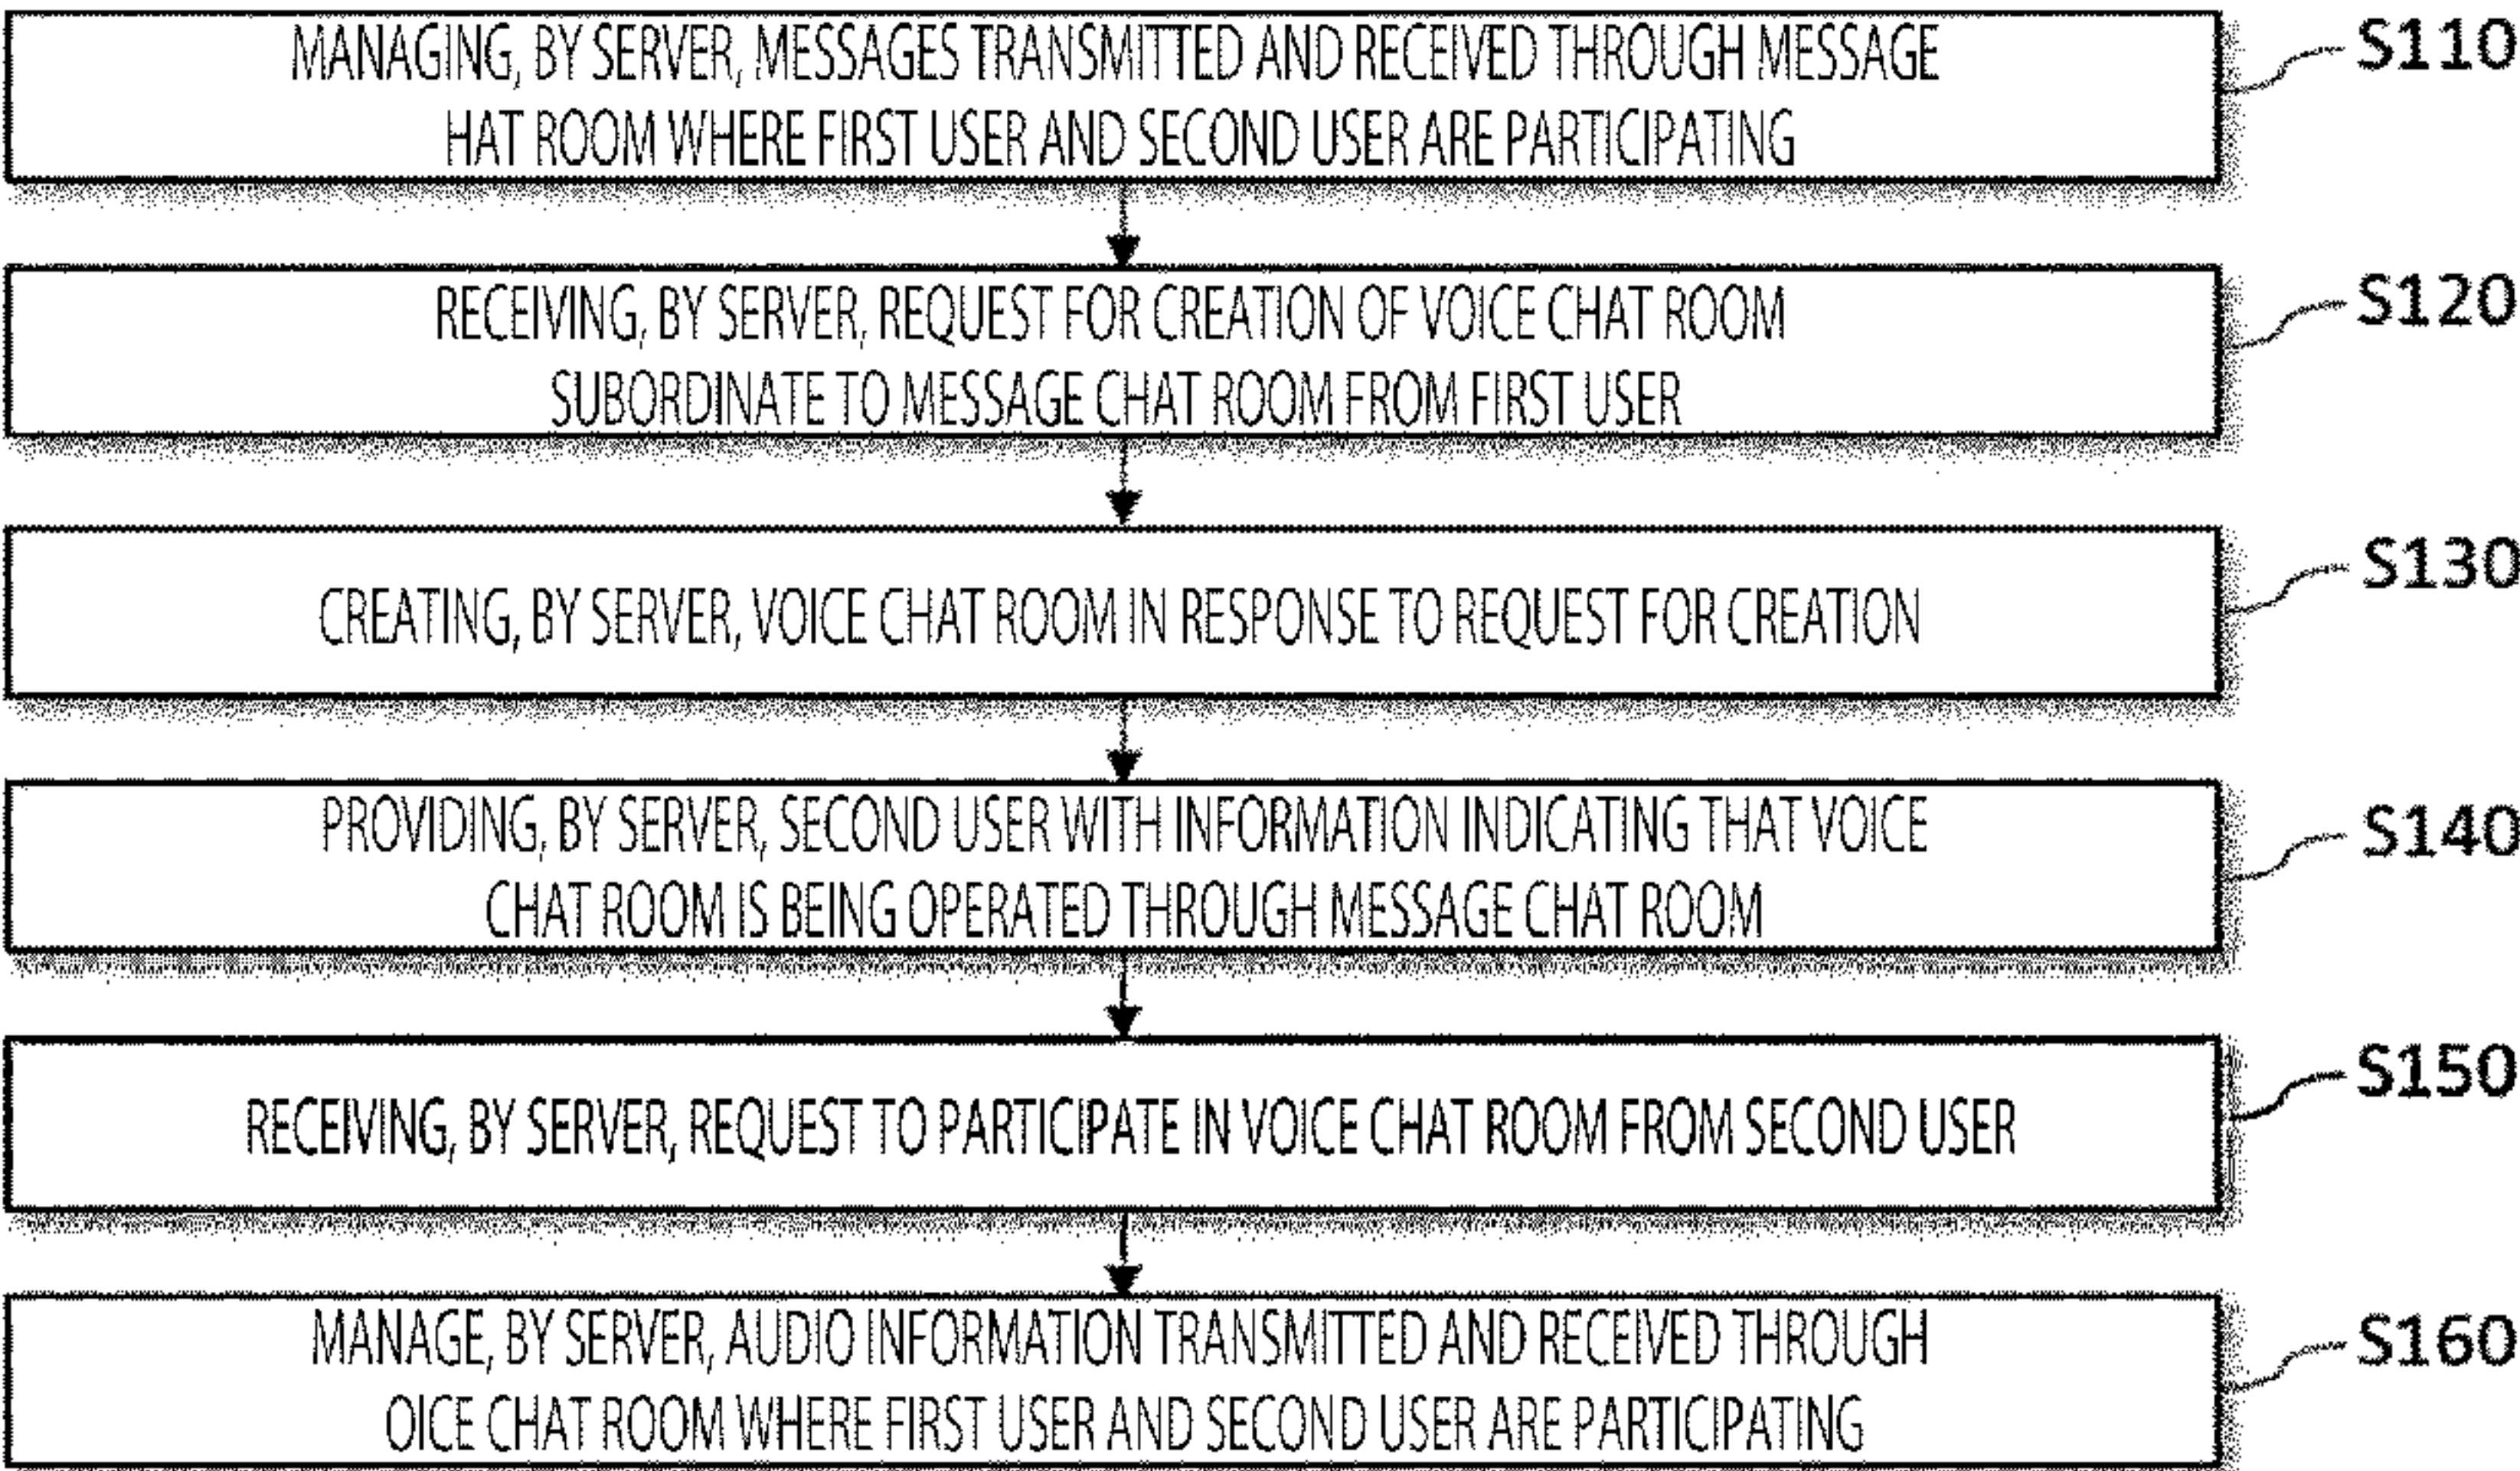 MANAGING, BY SERVER, MESSAGES TRANSMITTED AND RECEIVED THROUGH MESSAGE
HAT ROOM WHERE FIRST USER AND SECOND USER ARE PARTICIPATING
S110
RECEIVING, BY SERVER, REQUEST FOR CREATION OF VOICE CHAT ROOM
SUBORDINATE TO MESSAGE CHAT ROOM FROM FIRST USER
S120
CREATING, BY SERVER, VOICE CHAT ROOM IN RESPONSE TO REQUEST FOR CREATION
S130
PROVIDING, BY SERVER, SECOND USER WITH INFORMATION INDICATING THAT VOICE
CHAT ROOM IS BEING OPERATED THROUGH MESSAGE CHAT ROOM
S140
RECEIVING, BY SERVER, REQUEST TO PARTICIPATE IN VOICE CHAT ROOM FROM SECOND USER
S150
MANAGE, BY SERVER, AUDIO INFORMATION TRANSMITTED AND RECEIVED THROUGH
OICE CHAT ROOM WHERE FIRST USER AND SECOND USER ARE PARTICIPATING
S160